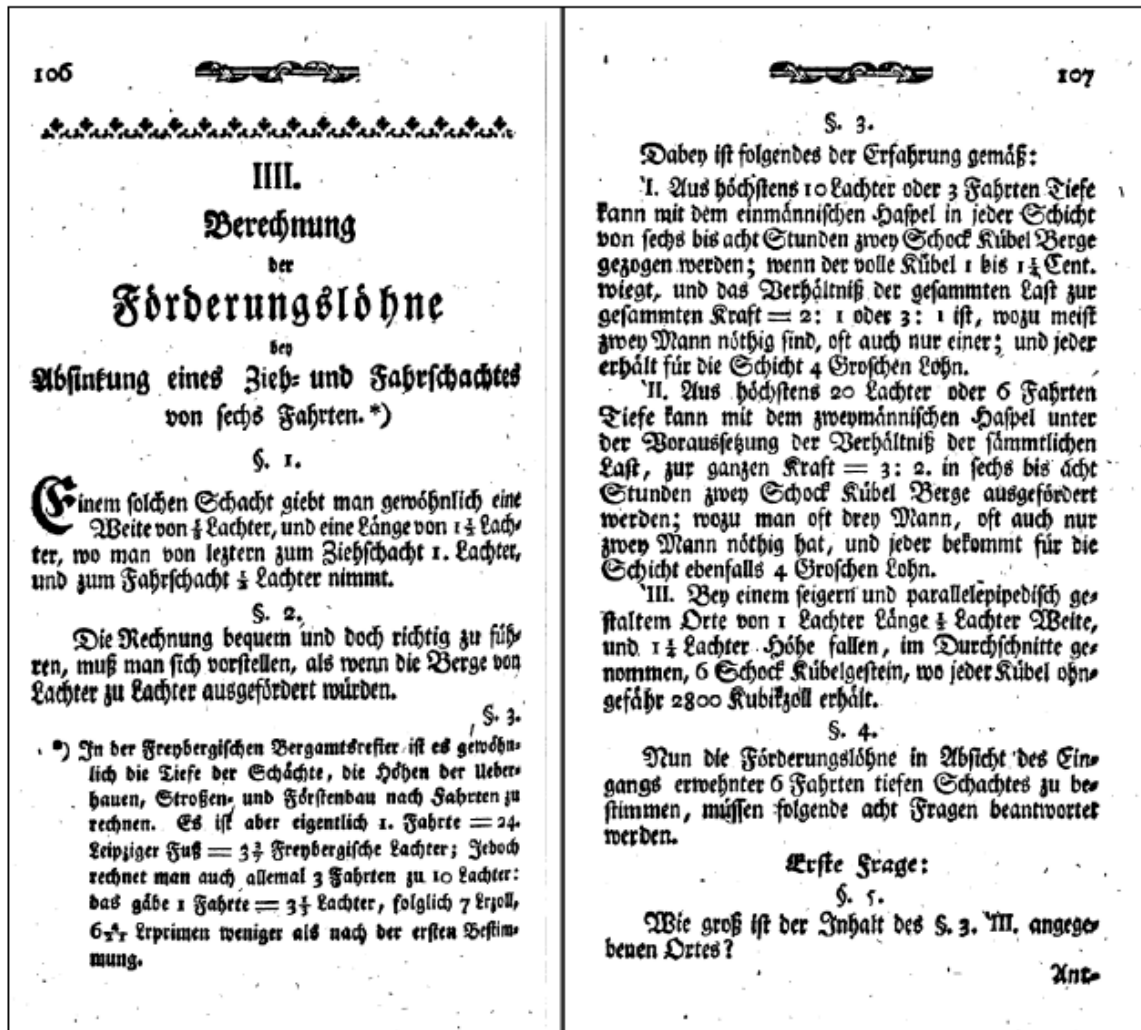 106
IIII.
Berechnung
der
Förderungslöhne
bey
Absinkung eines Zieh- und Fahrschachtes
von sechs Fahrten. *)
§. 1.
Einem solchen Schacht giebt man gewöhnlich eine
Weite von Lachter, und eine Länge von 1½ Lach-
ter, wo man von leztern zum Ziehschacht 1. Lachter,
und zum Fahrschacht ½ Lachter nimmt.
§. 2.
Die Rechnung bequem und doch richtig zu füh-
ren, muß man sich vorstellen, als wenn die Berge von
Lachter zu Lachter ausgefördert würden.
§. 3.
*) In der Freybergischen Bergamtsrefier ist es gewöhn-
lich die Tiefe der Schächte, die Höhen der Ueber-
hauen, Stroßen- und Förstenbau nach Fahrten zu
rechnen. Es ist aber eigentlich 1. Fahrte = 24.
Leipziger Fuß = 3 3/7 Freybergische Lachter; Jedoch
rechnet man auch allemal 3 Fahrten zu 10 Lachter:
das gäbe 1 Fahrte = 3⅓ Lachter, folglich 7 Lrzoll,
6 4/21 Lrprimen weniger als nach der ersten Bestim-
mung.
107
§. 3.
Dabey ist folgendes der Erfahrung gemäß:
'I. Aus höchstens 10 Lachter oder 3 Fahrten Tiefe
kann mit dem einmännischen Haspel in jeder Schicht
von sechs bis acht Stunden zwey Schock Kübel Berge
gezogen werden; wenn der volle Kübel 1 bis 1¼ Cent.
wiegt, und das Verhältniß der gesammten Last zur
gesammten Kraft = 2: 1 oder 3: 1 ist, wozu meist
zwey Mann nöthig sind, oft auch nur einer; und jeder
erhält für die Schicht 4 Groschen Lohn.
'II. Aus höchstens 20 Lachter oder 6 Fahrten
Tiefe kann mit dem zweymännischen Haspel unter
der Voraussetzung der Verhältniß der sämmtlichen
Last, zur ganzen Kraft = 3: 2. in sechs bis acht
Stunden zwey Schock Kübel Berge ausgefördert
werden; wozu man oft drey Mann, oft auch nur
zwey Mann nöthig hat, und jeder bekommt für die
Schicht ebenfalls 4 Groschen Lohn.
'III. Bey einem seigern und parallelepipedisch ge-
staltem Orte von 1 Lachter Länge ½ Lachter Weite,
und 1¼ Lachter Höhe fallen, im Durchschnitte ge-
nommen, 6 Schock Kübelgestein, wo jeder Kübel ohn-
gefähr 2800 Kubikzoll erhält.
§. 4.
Nun die Förderungslöhne in Absicht des Ein-
gangs erwehnter 6 Fahrten tiefen Schachtes zu be-
stimmen, müssen folgende acht Fragen beantwortet
werden.
Erste Frage:
§. 5.
Wie groß ist der Inhalt des §. 3. 'III. angege-
benen Ortes?
Ant-